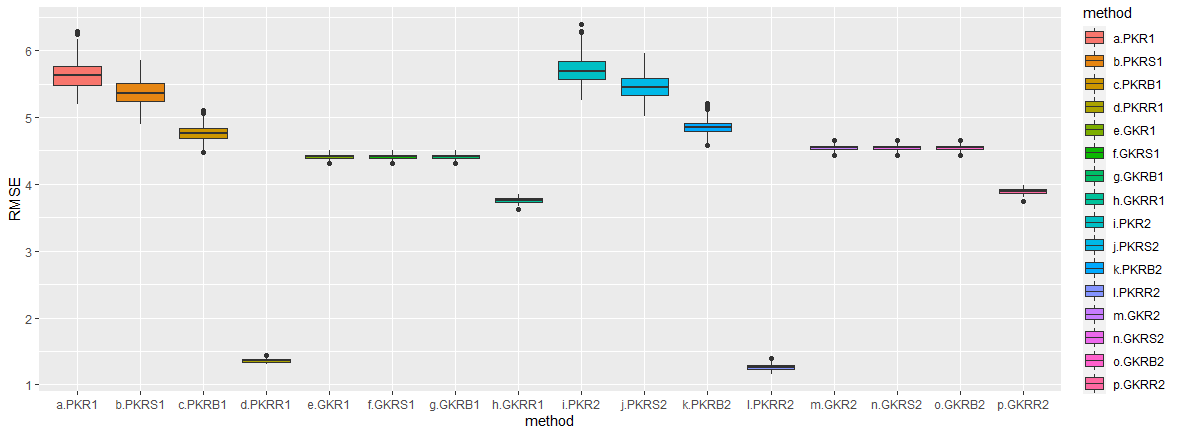 RMSE
6
5
4
3
2
1
a.PKR1 b.PKRS1 c.PKRB1 d.PKRR1 e.GKR1 f.GKRS1 g.GKRB1 h.GKRR1 i.PKR2 j.PKRS2 k.PKRB2 l.PKRR2 m.GKR2 n.GKRS2 o.GKRB2 p.GKRR2
method
method
a.PKR1
b.PKRS1
c.PKRB1
d.PKRR1
e.GKR1
f.GKRS1
g.GKRB1
h.GKRR1
i.PKR2
j.PKRS2
k.PKRB2
l.PKRR2
m.GKR2
n.GKRS2
o.GKRB2
p.GKRR2